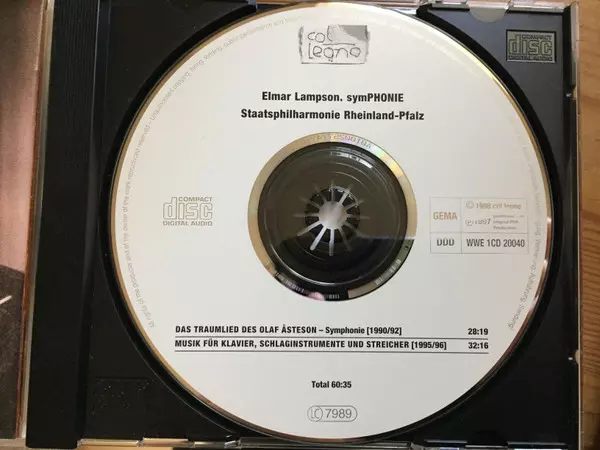 col
legno
COMPACT
disc
DIGITAL AUDIO
Elmar Lampson. symPHONIE
Staatsphilharmonie Rheinland-Pfalz
COMPACT
disc
DIGITAL AUDIO
GEMA
DDD
WWE 1CD 20040
DAS TRAUMLIED DES OLAF ÅSTESON – Symphonie [1990/92] 28:19
MUSIK FÜR KLAVIER, SCHLAGINSTRUMENTE UND STREICHER [1995/96] 32:16
Total 60:35
LC 7989